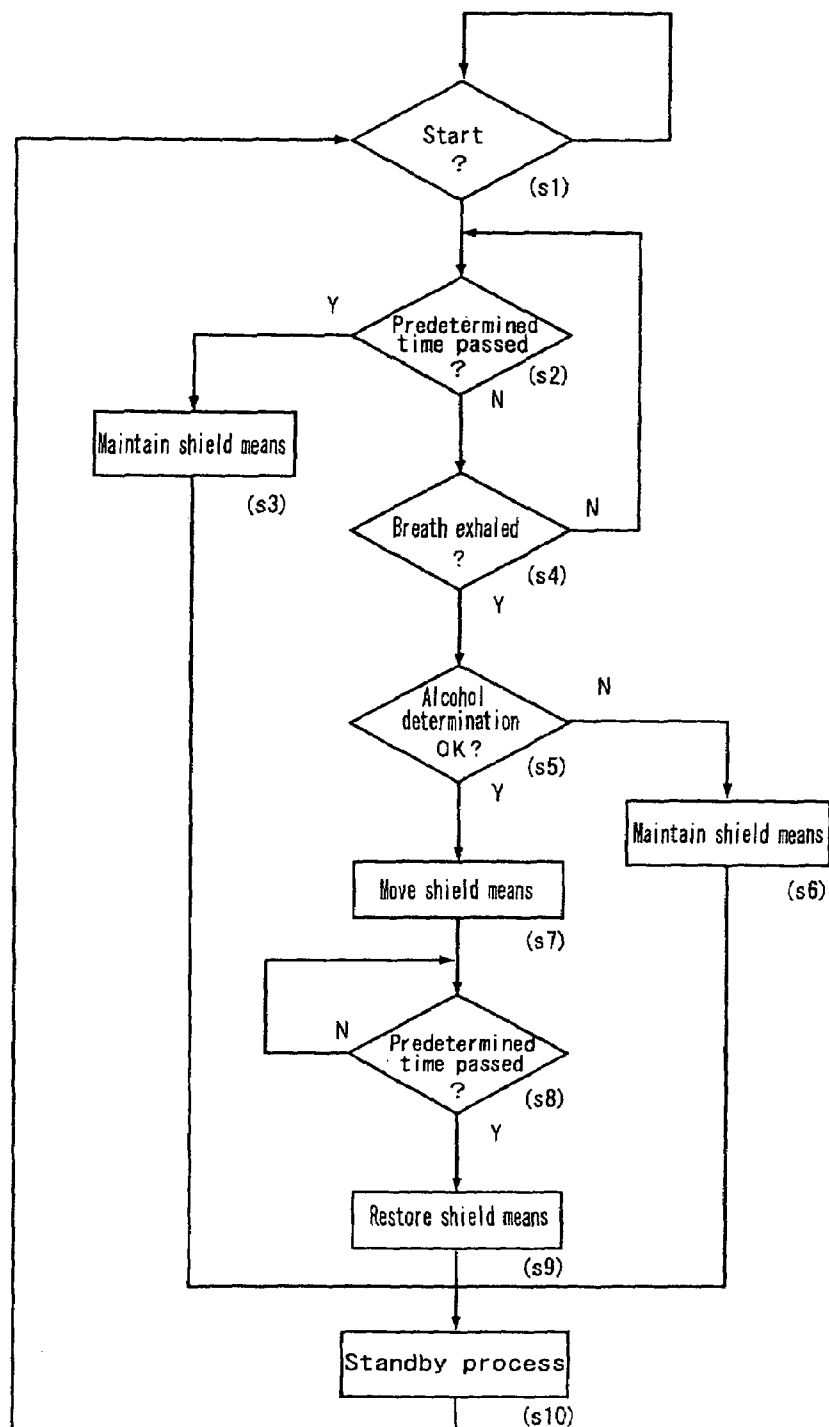 Start
?
(s1)
Y
Predetermined
time passed
?
(s2)
N
Maintain shield means
(s3)
Breath exhaled
?
N
(s4)
Y
Alcohol
determination
OK?
N
(s5)
Y
Maintain shield means
(s6)
Move shield means
(s7)
N
Predetermined
time passed
?
(s8)
Y
Restore shield means
(s9)
Standby process
(s10)